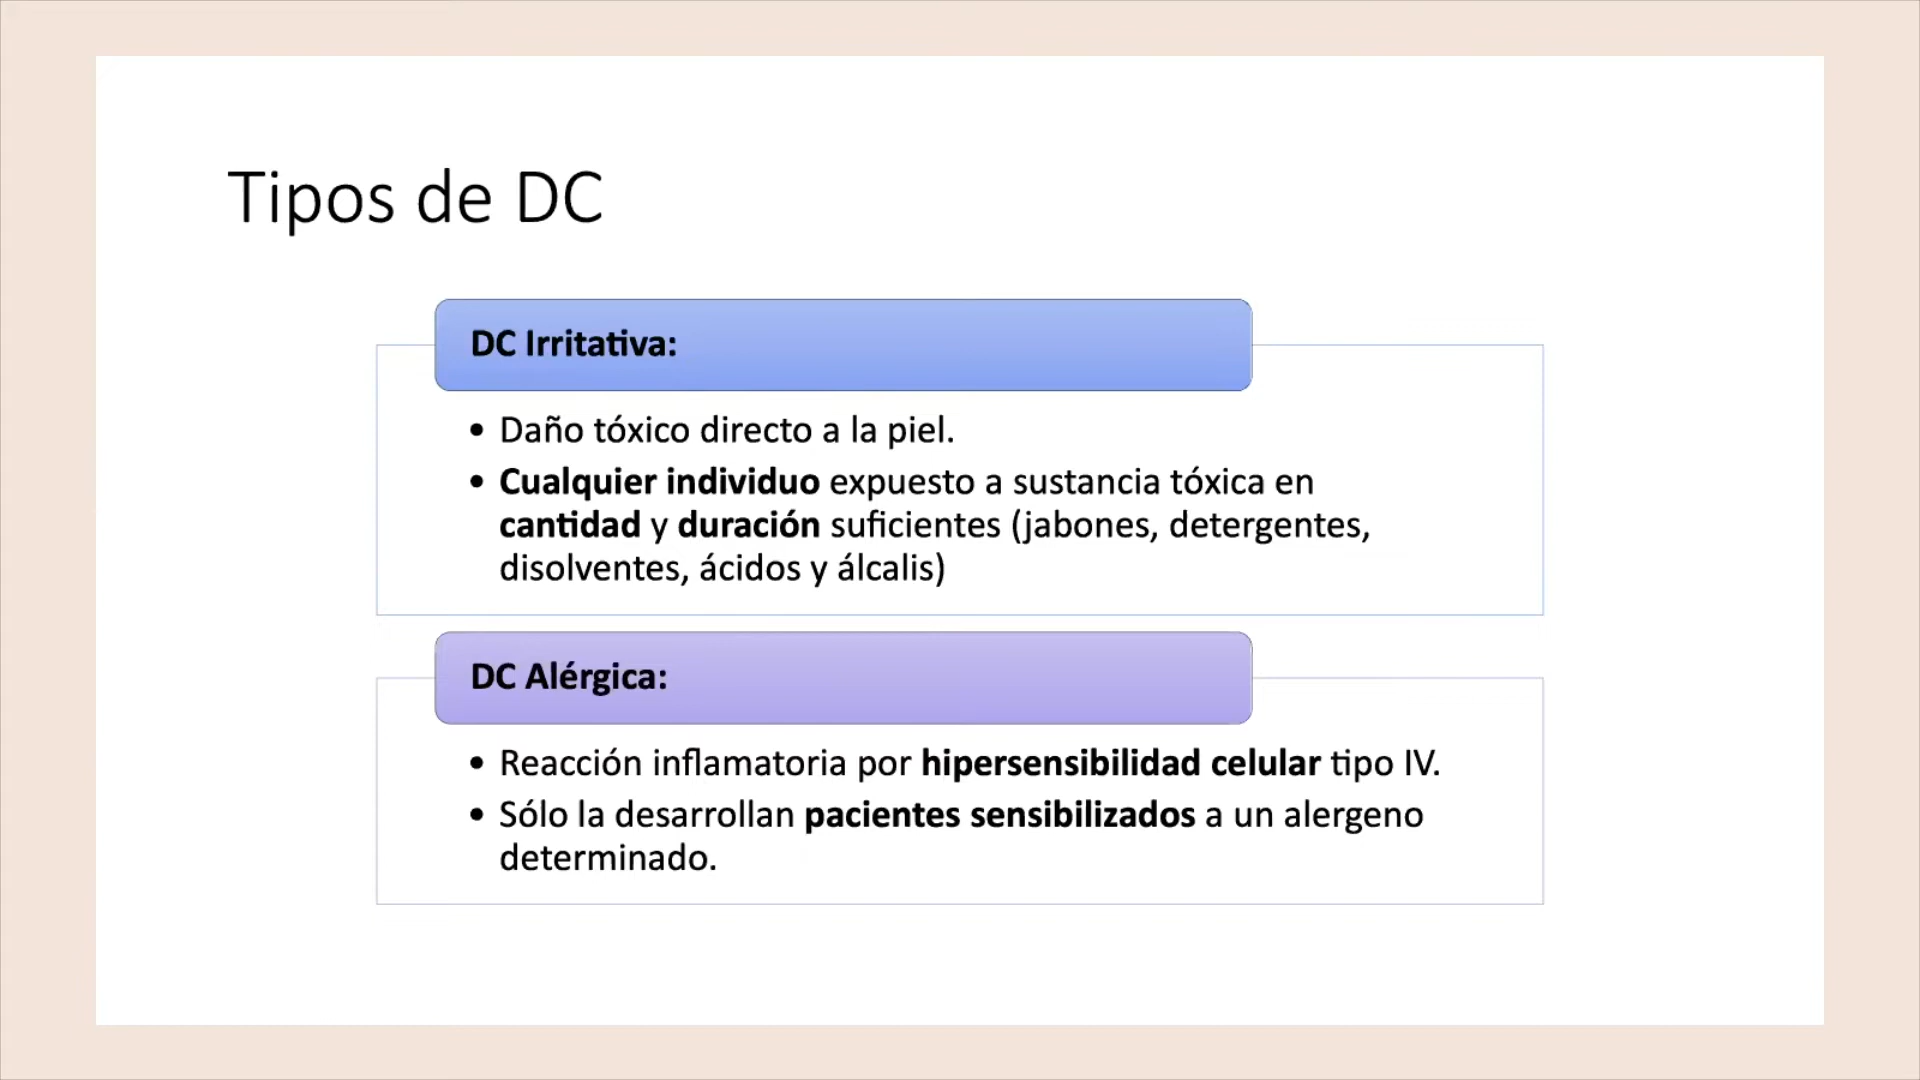 Tipos de DC
DC Irritativa:
• Daño tóxico directo a la piel.
• Cualquier individuo expuesto a sustancia tóxica en
cantidad y duración suficientes (jabones, detergentes,
disolventes, ácidos y álcalis)
DC Alérgica:
• Reacción inflamatoria por hipersensibilidad celular tipo IV.
• Sólo la desarrollan pacientes sensibilizados a un alergeno
determinado.